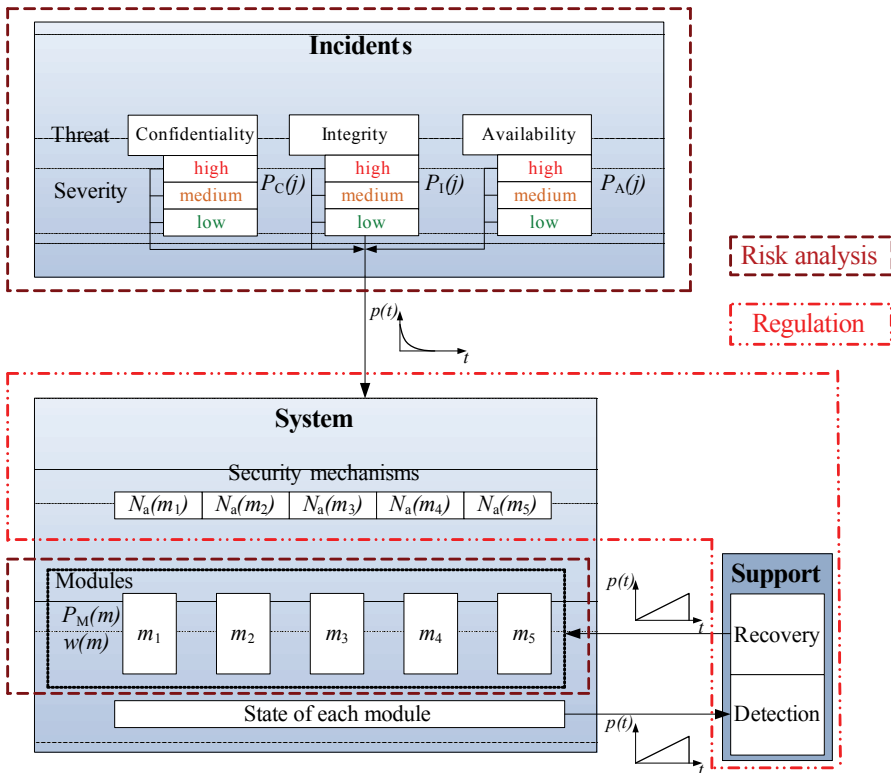 Incidents
Threat Confidentiality Integrity Availability
high high high
Severity medium P_C(j) medium P_I(j) medium P_A(j)
low low low
Risk analysis
Regulation
p(t)
t
System
Security mechanisms
N_a(m_1) N_a(m_2) N_a(m_3) N_a(m_4) N_a(m_5)
Modules
P_M(m)
w(m)
m_1 m_2 m_3 m_4 m_5
p(t)
t
Support
Recovery
Detection
State of each module
p(t)
t